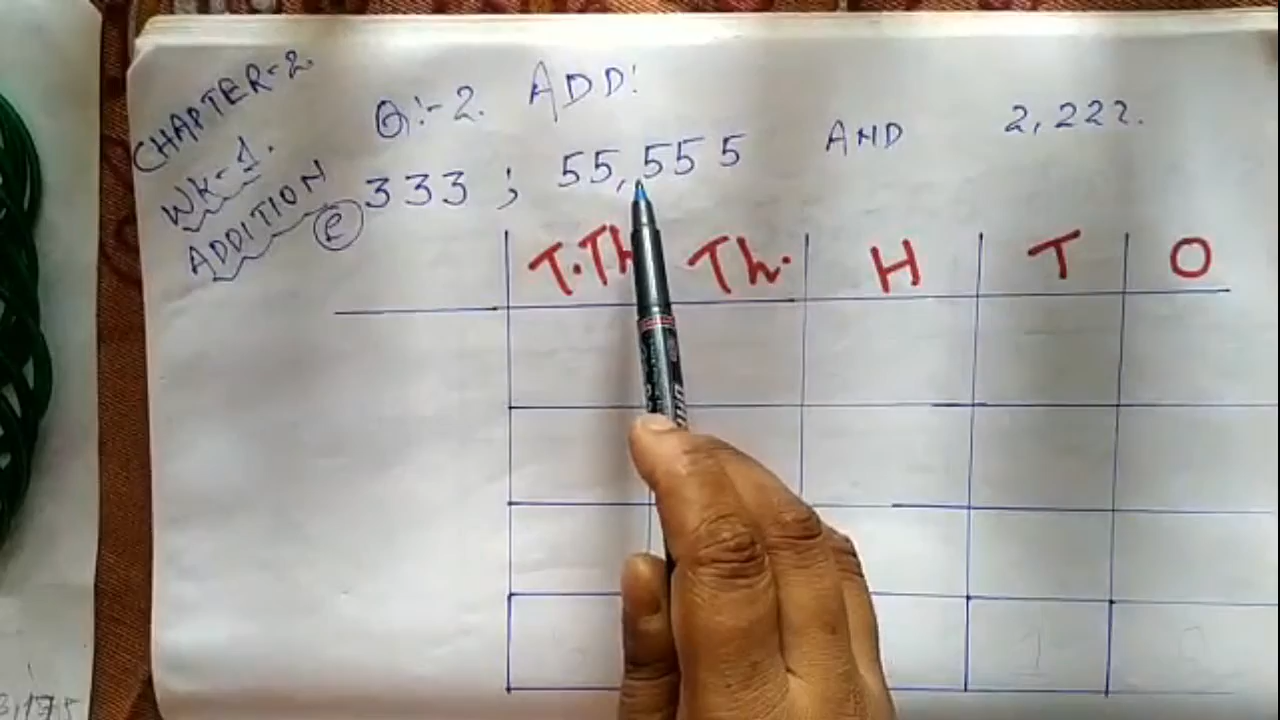 CHAPTER-2.
WK-1.
ADDITION
Q:-2. ADD:
(e) 333 ; 55,555 AND 2,222.
T.Th Th. H T O